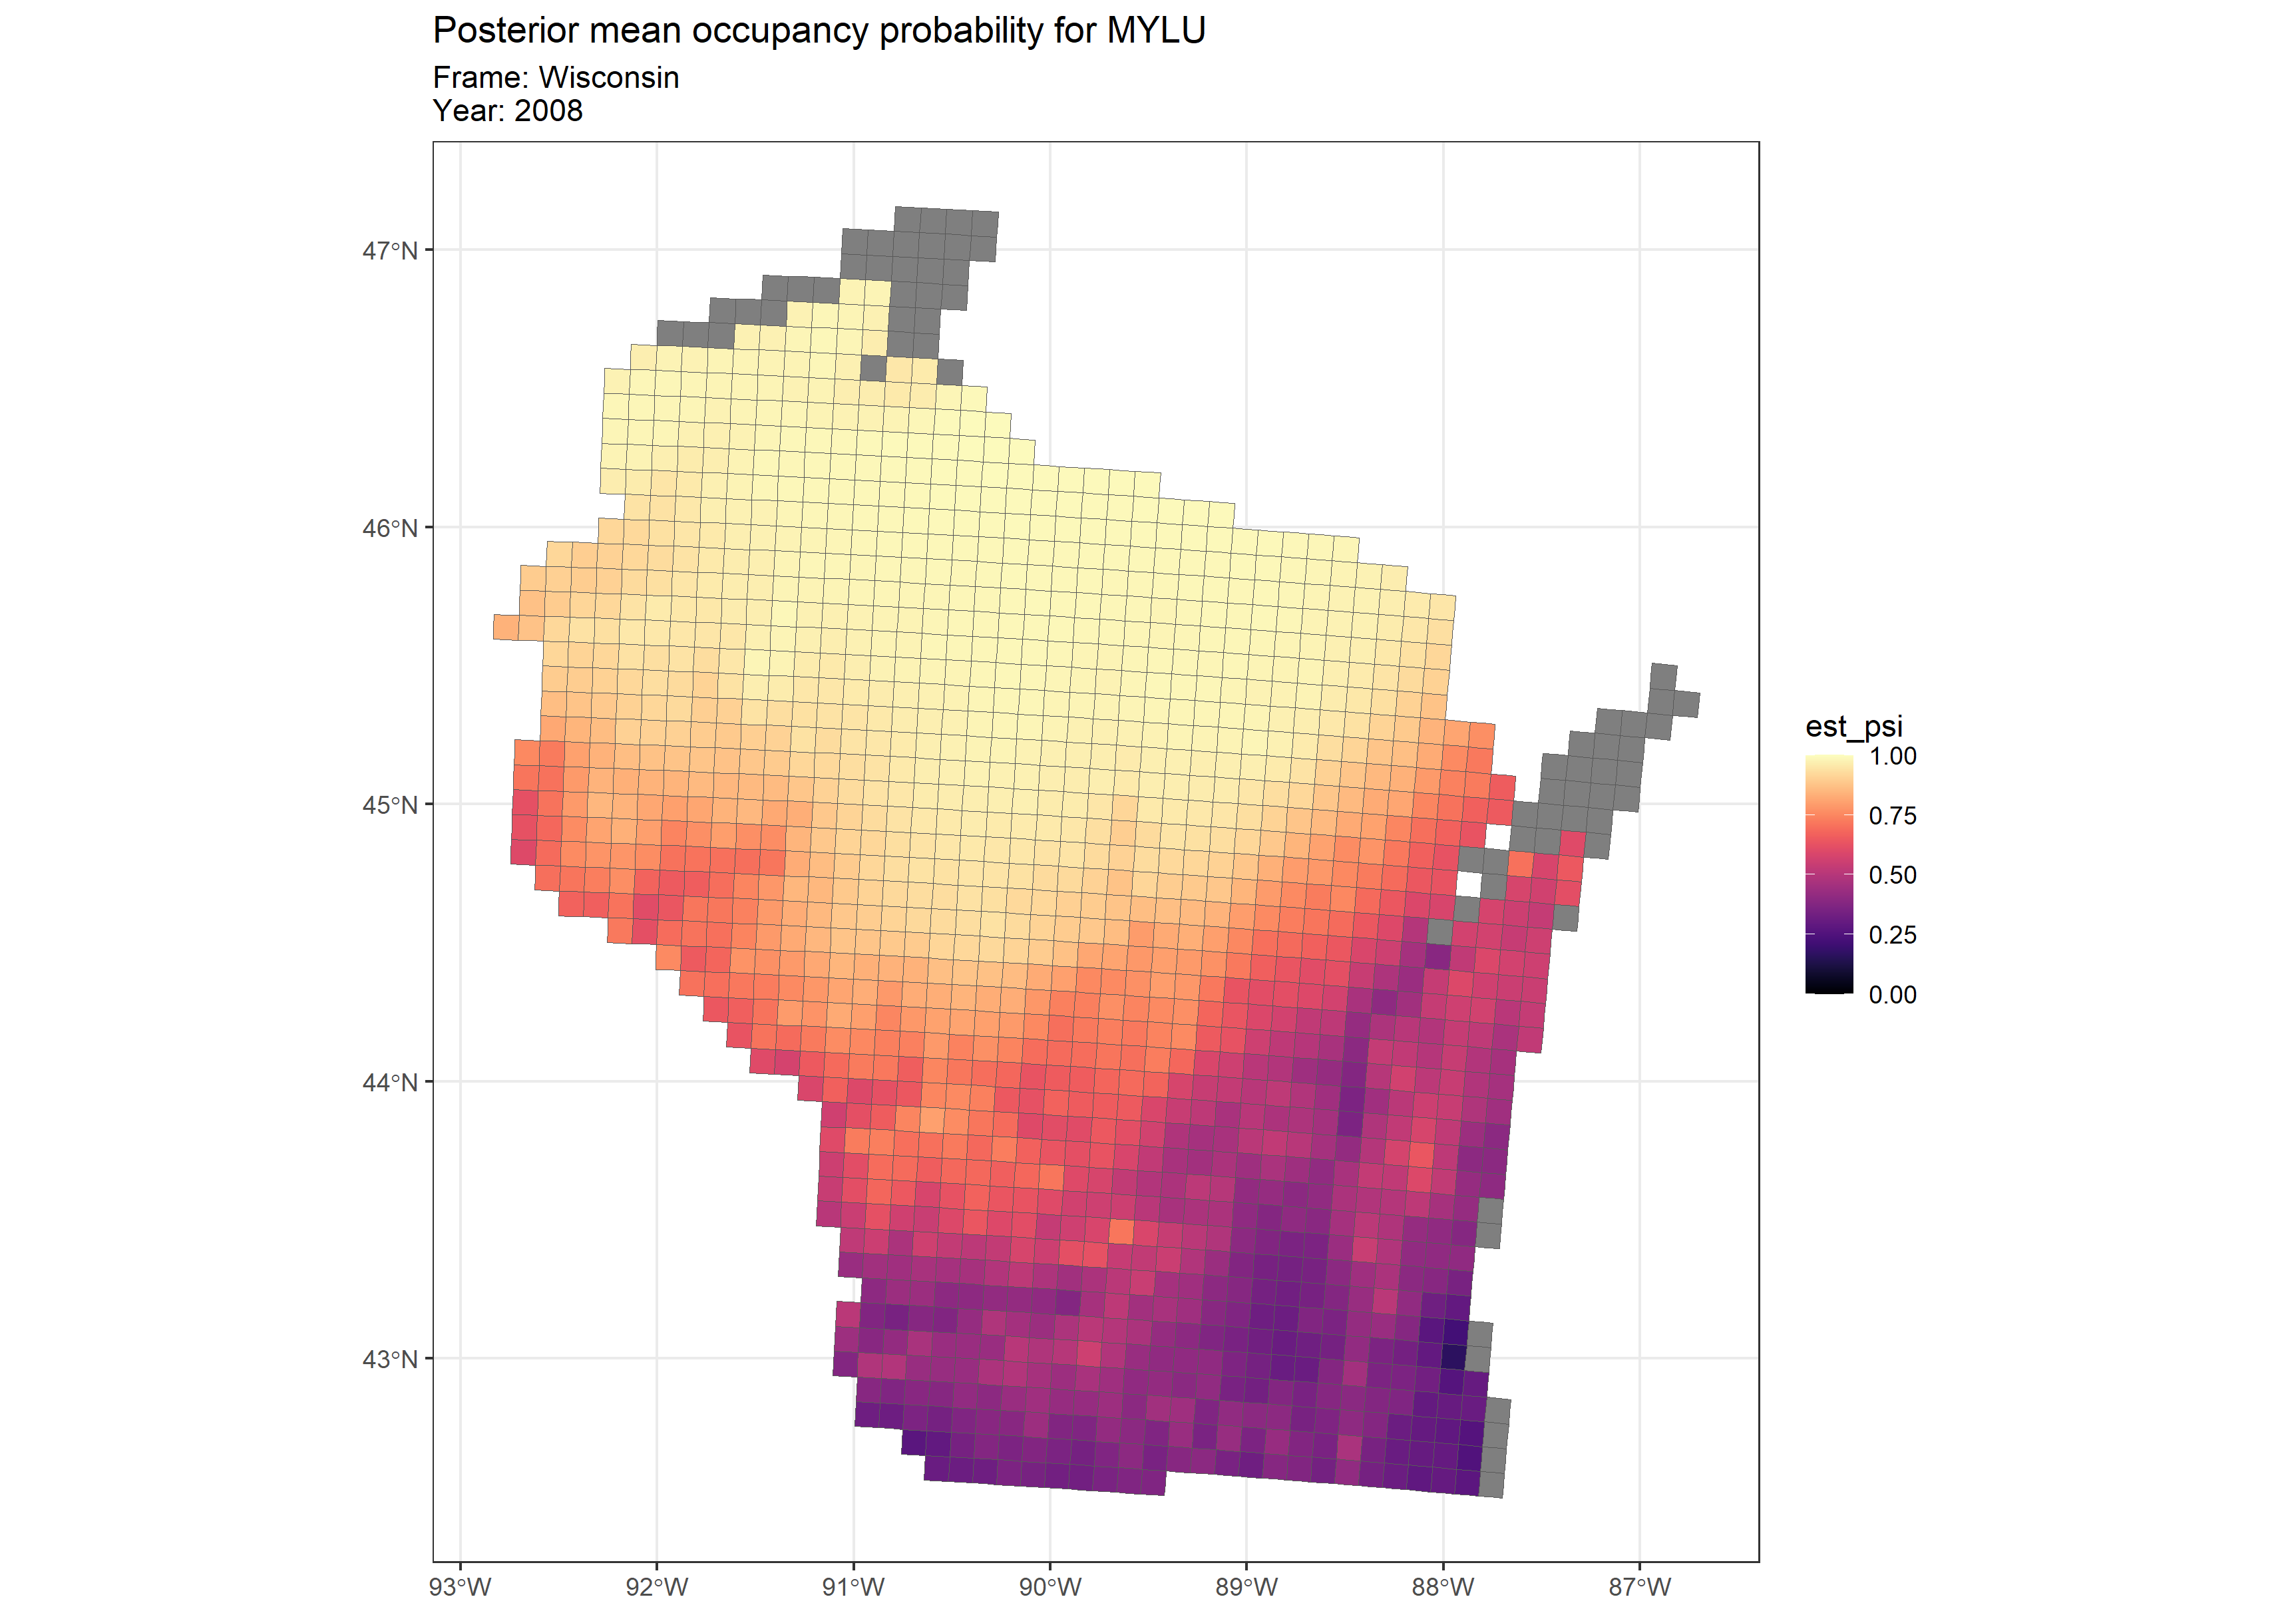 Posterior mean occupancy probability for MYLU
Frame: Wisconsin
Year: 2008
47°N
46°N
45°N
44°N
43°N
93°W
92°W
91°W
90°W
89°W
88°W
87°W
est_psi
1.00
0.75
0.50
0.25
0.00